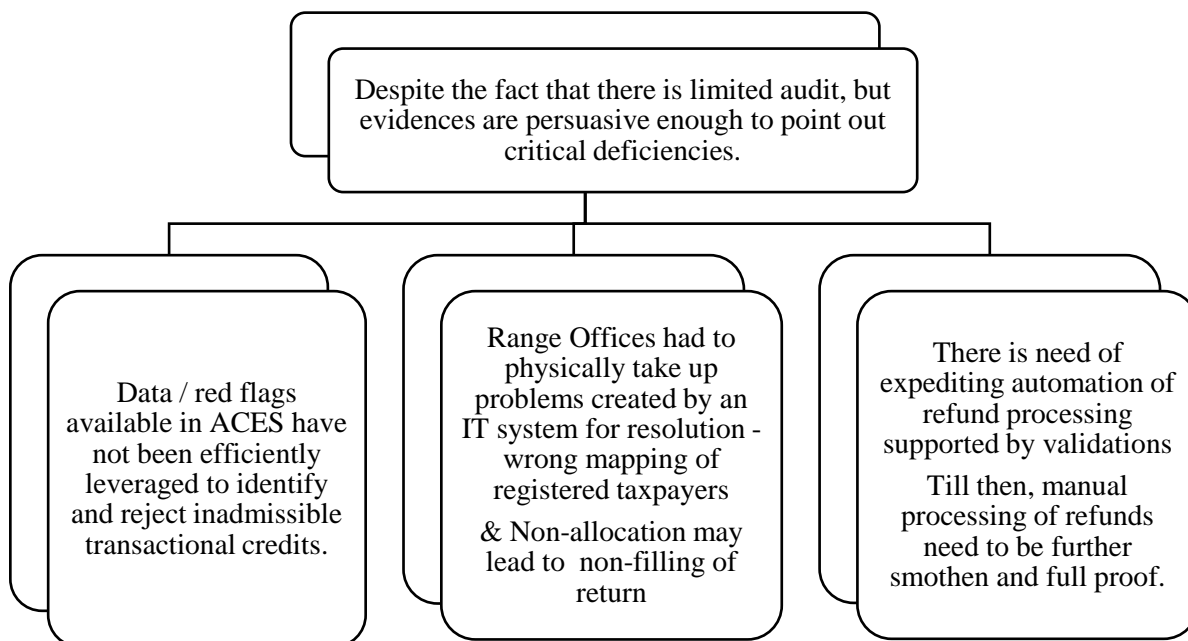 Despite the fact that there is limited audit, but
evidences are persuasive enough to point out
critical deficiencies.
Data / red flags
available in ACES have
not been efficiently
leveraged to identify
and reject inadmissible
transactional credits.
Range Offices had to
physically take up
problems created by an
IT system for resolution -
wrong mapping of
registered taxpayers
& Non-allocation may
lead to  non-filling of
return
There is need of
expediting automation of
refund processing
supported by validations
Till then, manual
processing of refunds
need to be further
smothen and full proof.